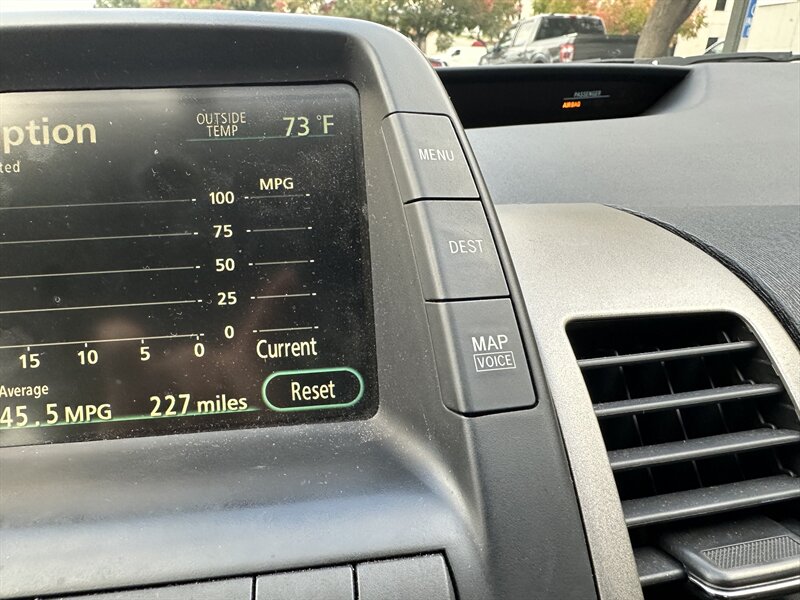 ption
ted
OUTSIDE
TEMP
73 °F
MPG
100
75
50
25
0
15 10 5 0
Current
Average
45.5 MPG
227 miles
Reset
MENU
DEST
MAP
VOICE
PASSENGER
AIRBAG